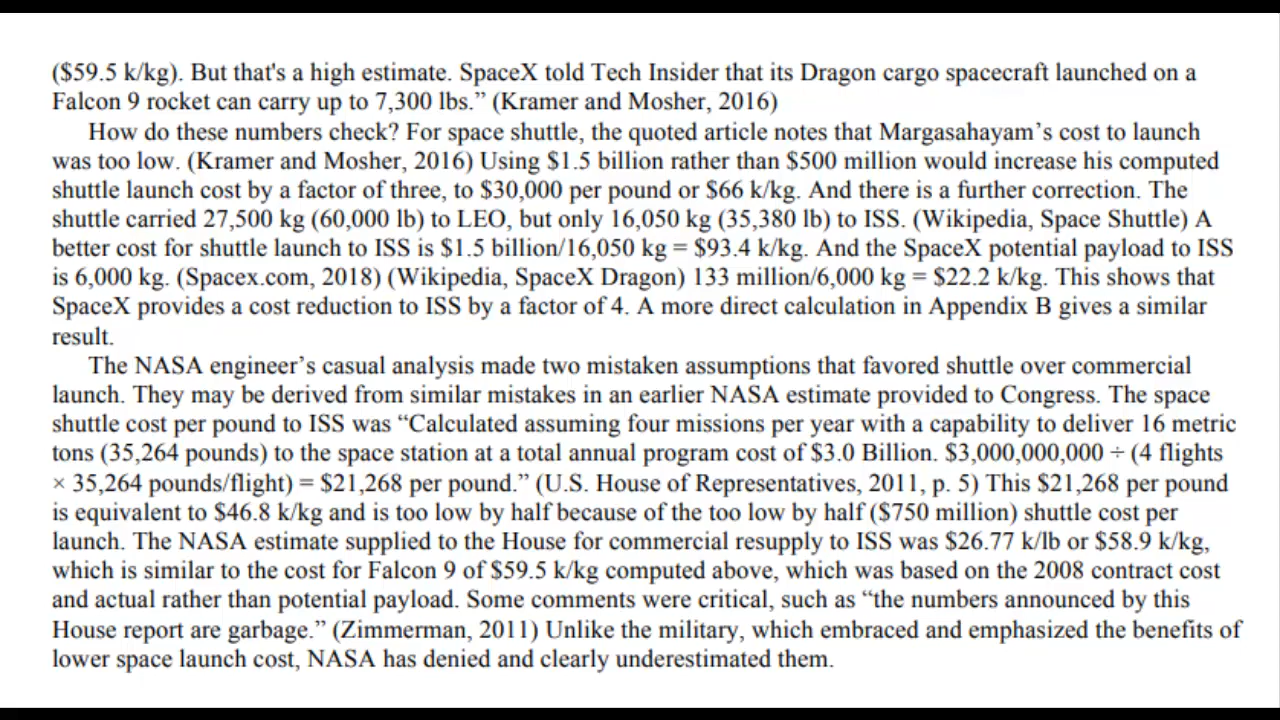 ($59.5 k/kg). But that's a high estimate. SpaceX told Tech Insider that its Dragon cargo spacecraft launched on a
Falcon 9 rocket can carry up to 7,300 lbs.” (Kramer and Mosher, 2016)
How do these numbers check? For space shuttle, the quoted article notes that Margasahayam’s cost to launch
was too low. (Kramer and Mosher, 2016) Using $1.5 billion rather than $500 million would increase his computed
shuttle launch cost by a factor of three, to $30,000 per pound or $66 k/kg. And there is a further correction. The
shuttle carried 27,500 kg (60,000 lb) to LEO, but only 16,050 kg (35,380 lb) to ISS. (Wikipedia, Space Shuttle) A
better cost for shuttle launch to ISS is $1.5 billion/16,050 kg = $93.4 k/kg. And the SpaceX potential payload to ISS
is 6,000 kg. (Spacex.com, 2018) (Wikipedia, SpaceX Dragon) 133 million/6,000 kg = $22.2 k/kg. This shows that
SpaceX provides a cost reduction to ISS by a factor of 4. A more direct calculation in Appendix B gives a similar
result.
The NASA engineer’s casual analysis made two mistaken assumptions that favored shuttle over commercial
launch. They may be derived from similar mistakes in an earlier NASA estimate provided to Congress. The space
shuttle cost per pound to ISS was “Calculated assuming four missions per year with a capability to deliver 16 metric
tons (35,264 pounds) to the space station at a total annual program cost of $3.0 Billion. $3,000,000,000 ÷ (4 flights
× 35,264 pounds/flight) = $21,268 per pound.” (U.S. House of Representatives, 2011, p. 5) This $21,268 per pound
is equivalent to $46.8 k/kg and is too low by half because of the too low by half ($750 million) shuttle cost per
launch. The NASA estimate supplied to the House for commercial resupply to ISS was $26.77 k/lb or $58.9 k/kg,
which is similar to the cost for Falcon 9 of $59.5 k/kg computed above, which was based on the 2008 contract cost
and actual rather than potential payload. Some comments were critical, such as “the numbers announced by this
House report are garbage.” (Zimmerman, 2011) Unlike the military, which embraced and emphasized the benefits of
lower space launch cost, NASA has denied and clearly underestimated them.